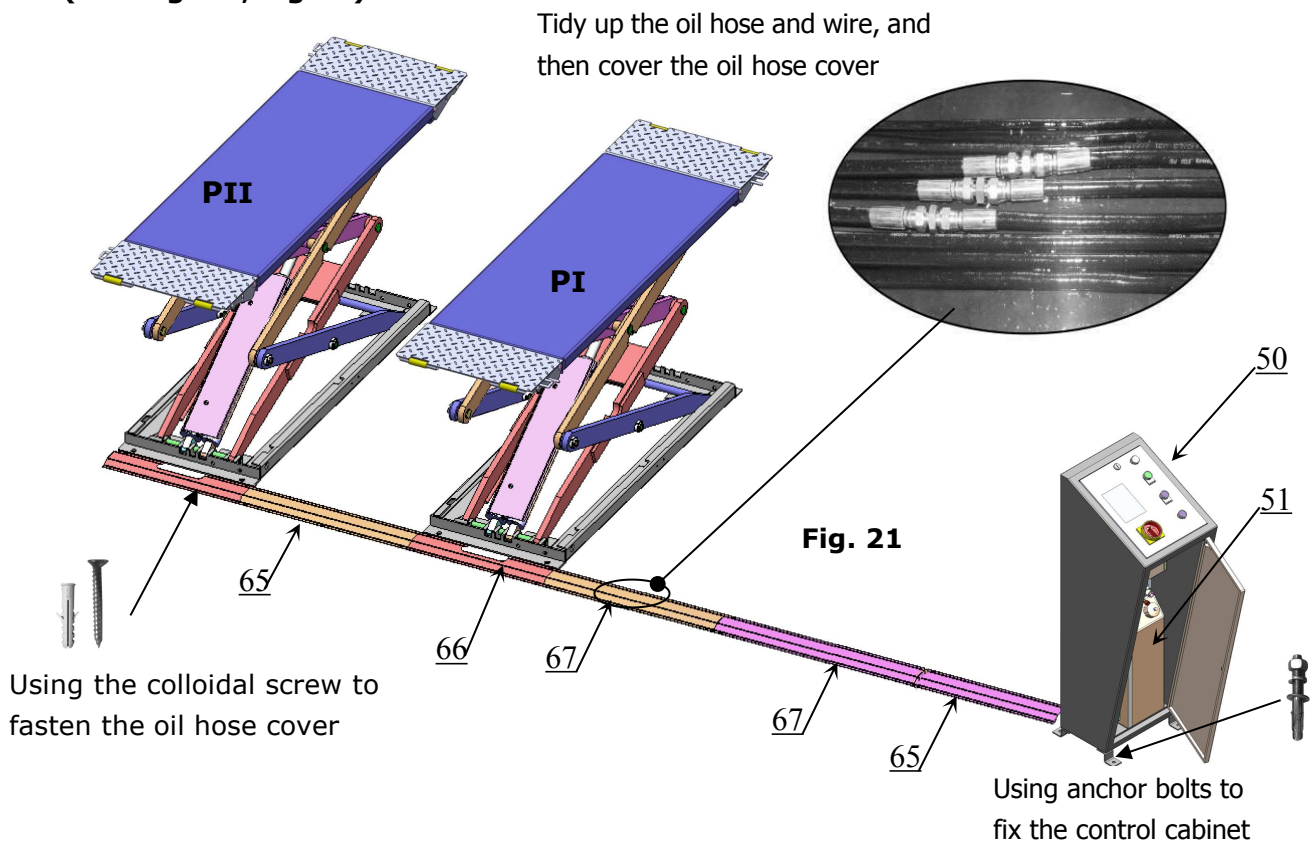 Tidy up the oil hose and wire, and
then cover the oil hose cover
PII
PI
50
51
Fig. 21
65
66
67
67
65
Using the colloidal screw to
fasten the oil hose cover
Using anchor bolts to
fix the control cabinet